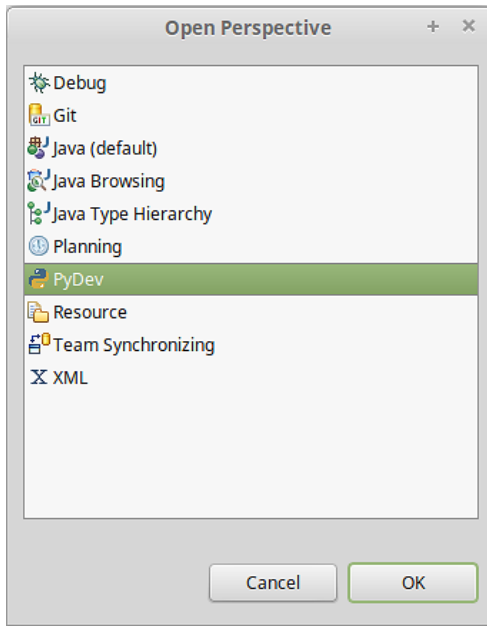 Open Perspective
Debug
GIT Git
Java (default)
Java Browsing
Java Type Hierarchy
Planning
PyDev
Resource
Team Synchronizing
X XML
Cancel OK